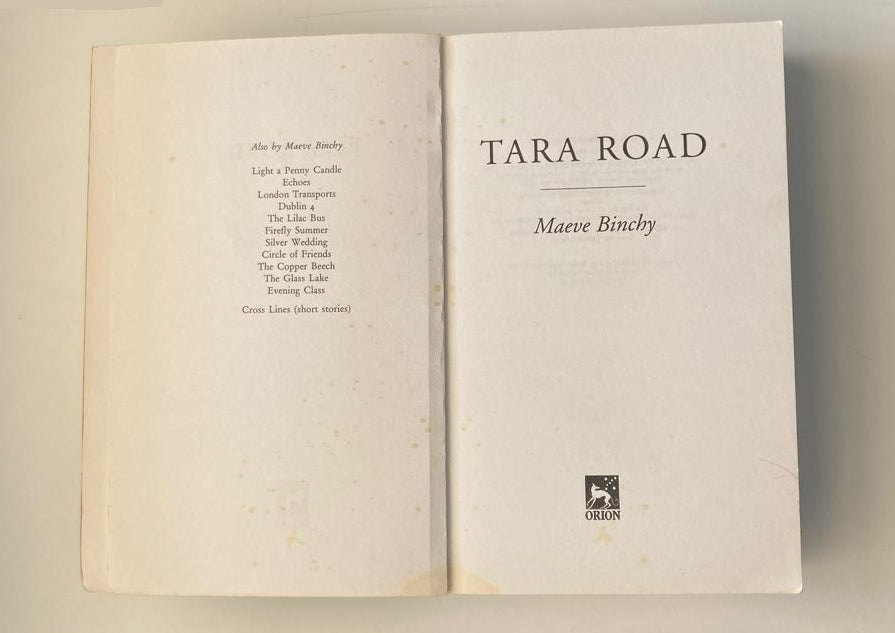 Also by Maeve Binchy
Light a Penny Candle
Echoes
London Transports
Dublin 4
The Lilac Bus
Firefly Summer
Silver Wedding
Circle of Friends
The Copper Beech
The Glass Lake
Evening Class
Cross Lines (short stories)
TARA ROAD
Maeve Binchy
ORION